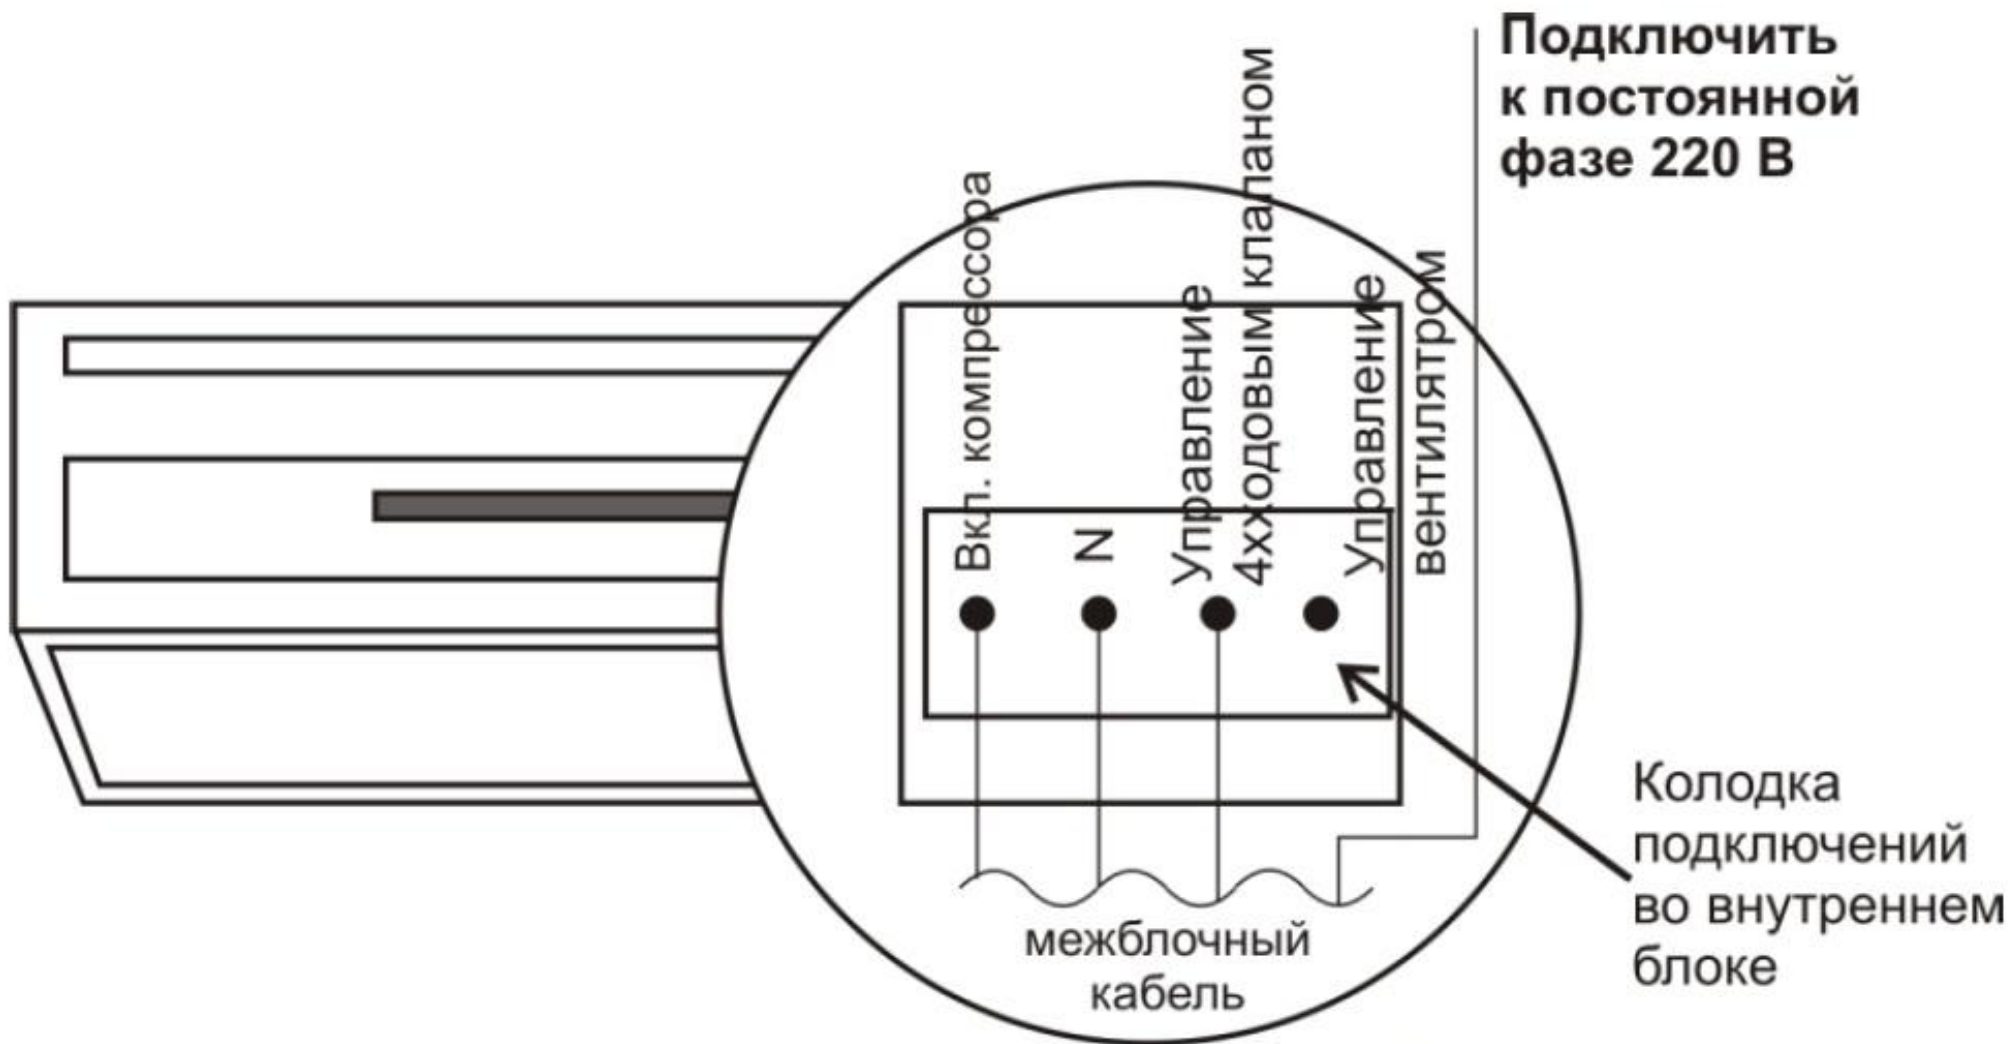 Подключить
к постоянной
фазе 220 В
Вкл. компрессора
N
Управление
4хходовым клапаном
Управление
вентилятром
Колодка
подключений
во внутреннем
блоке
межблочный
кабель